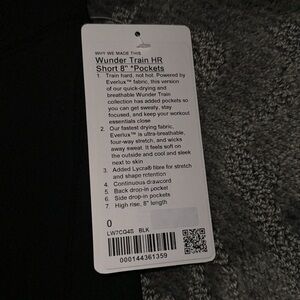 WHY WE MADE THIS
Wunder Train HR
Short 8" *Pockets
1. Train hard, not hot. Powered by
Everlux™ fabric, this version
of our quick-drying and
breathable Wunder Train
collection has added pockets so
you can get sweaty, stay
focused, and keep your workout
essentials close
2. Our fastest drying fabric,
Everlux™ is ultra-breathable,
four-way stretch, and wicks
away sweat. It feels soft on
the outside and cool and sleek
next to skin
3. Added Lycra® fibre for stretch
and shape retention
4. Continuous drawcord
5. Back drop-in pocket
6. Side drop-in pockets
7. High rise, 8" length
0
LW7CQ4S BLK
000144361359